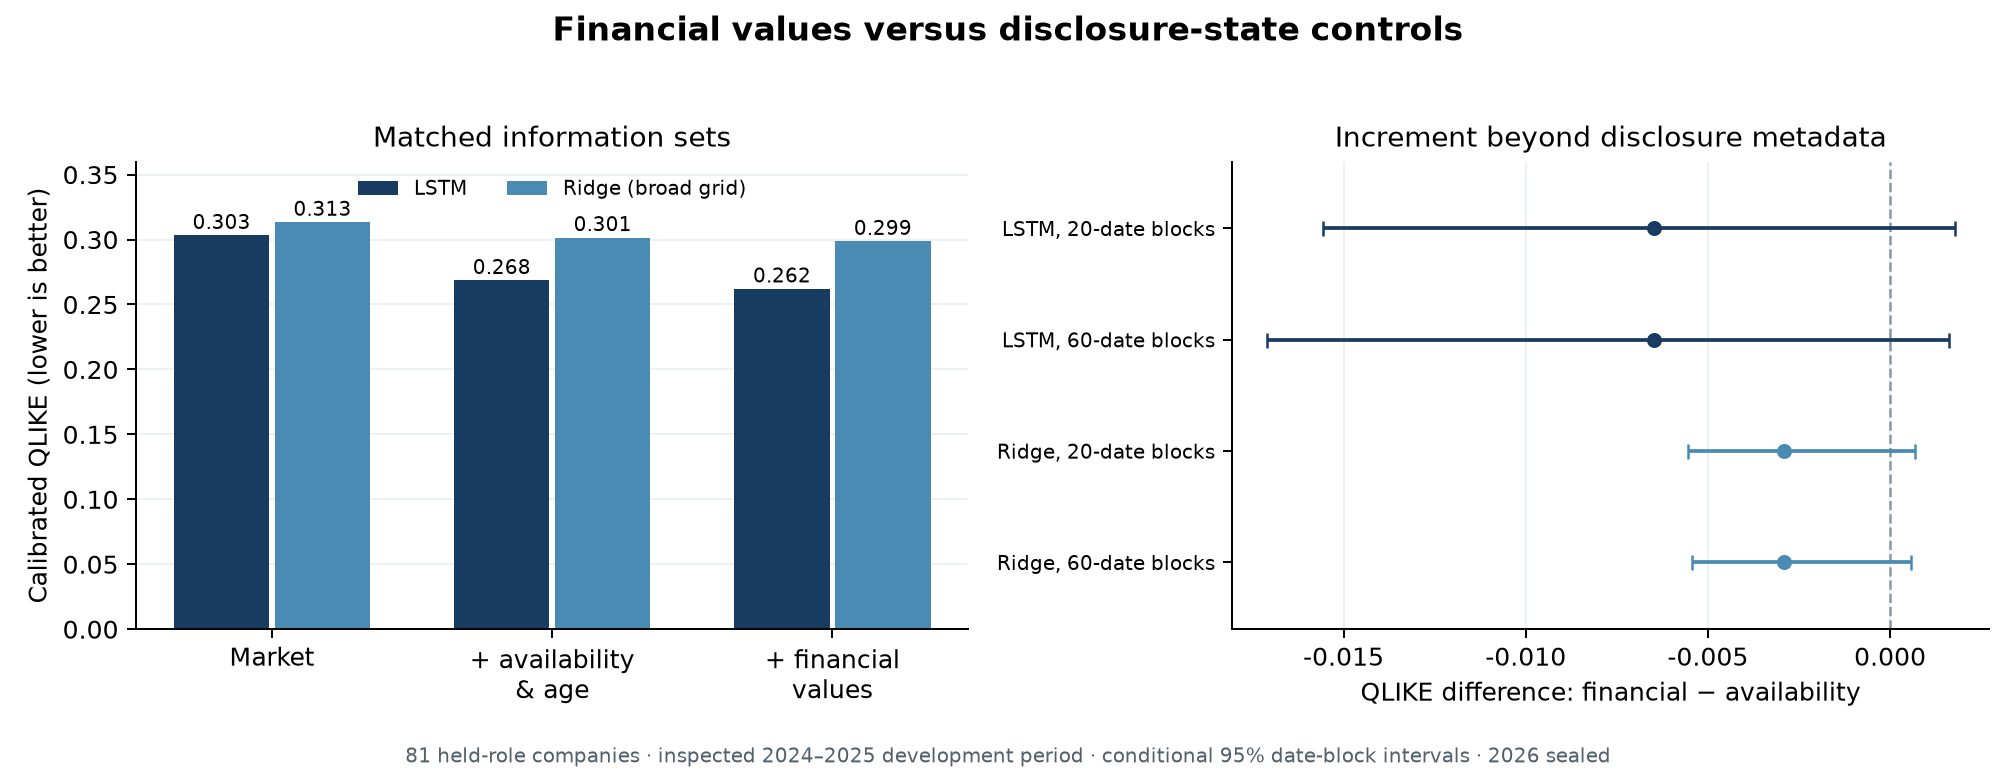 Financial values versus disclosure-state controls
Matched information sets
Calibrated QLIKE (lower is better)
0.35
0.30
0.25
0.20
0.15
0.10
0.05
0.00
LSTM
Ridge (broad grid)
0.303
0.313
0.268
0.301
0.262
0.299
Market
+ availability
& age
+ financial
values
Increment beyond disclosure metadata
LSTM, 20-date blocks
LSTM, 60-date blocks
Ridge, 20-date blocks
Ridge, 60-date blocks
-0.015
-0.010
-0.005
0.000
QLIKE difference: financial − availability
81 held-role companies · inspected 2024–2025 development period · conditional 95% date-block intervals · 2026 sealed